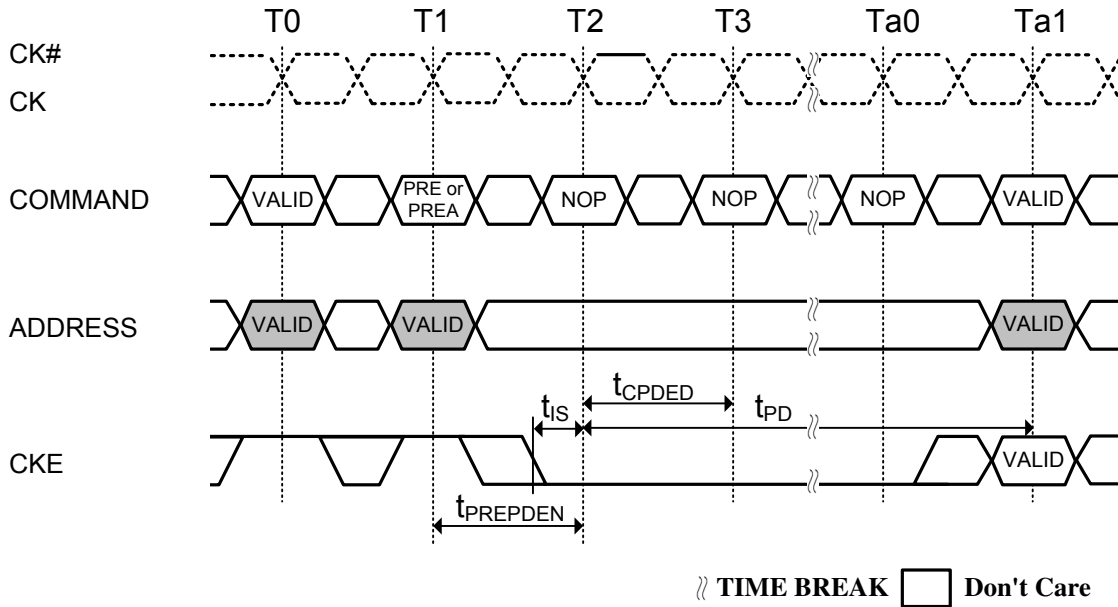 T0 T1 T2 T3 Ta0 Ta1
CK#
CK
COMMAND VALID PRE or PREA NOP NOP NOP VALID
ADDRESS VALID VALID VALID
tCPDED
tIS tPD
CKE VALID
tPREPDEN
TIME BREAK Don't Care